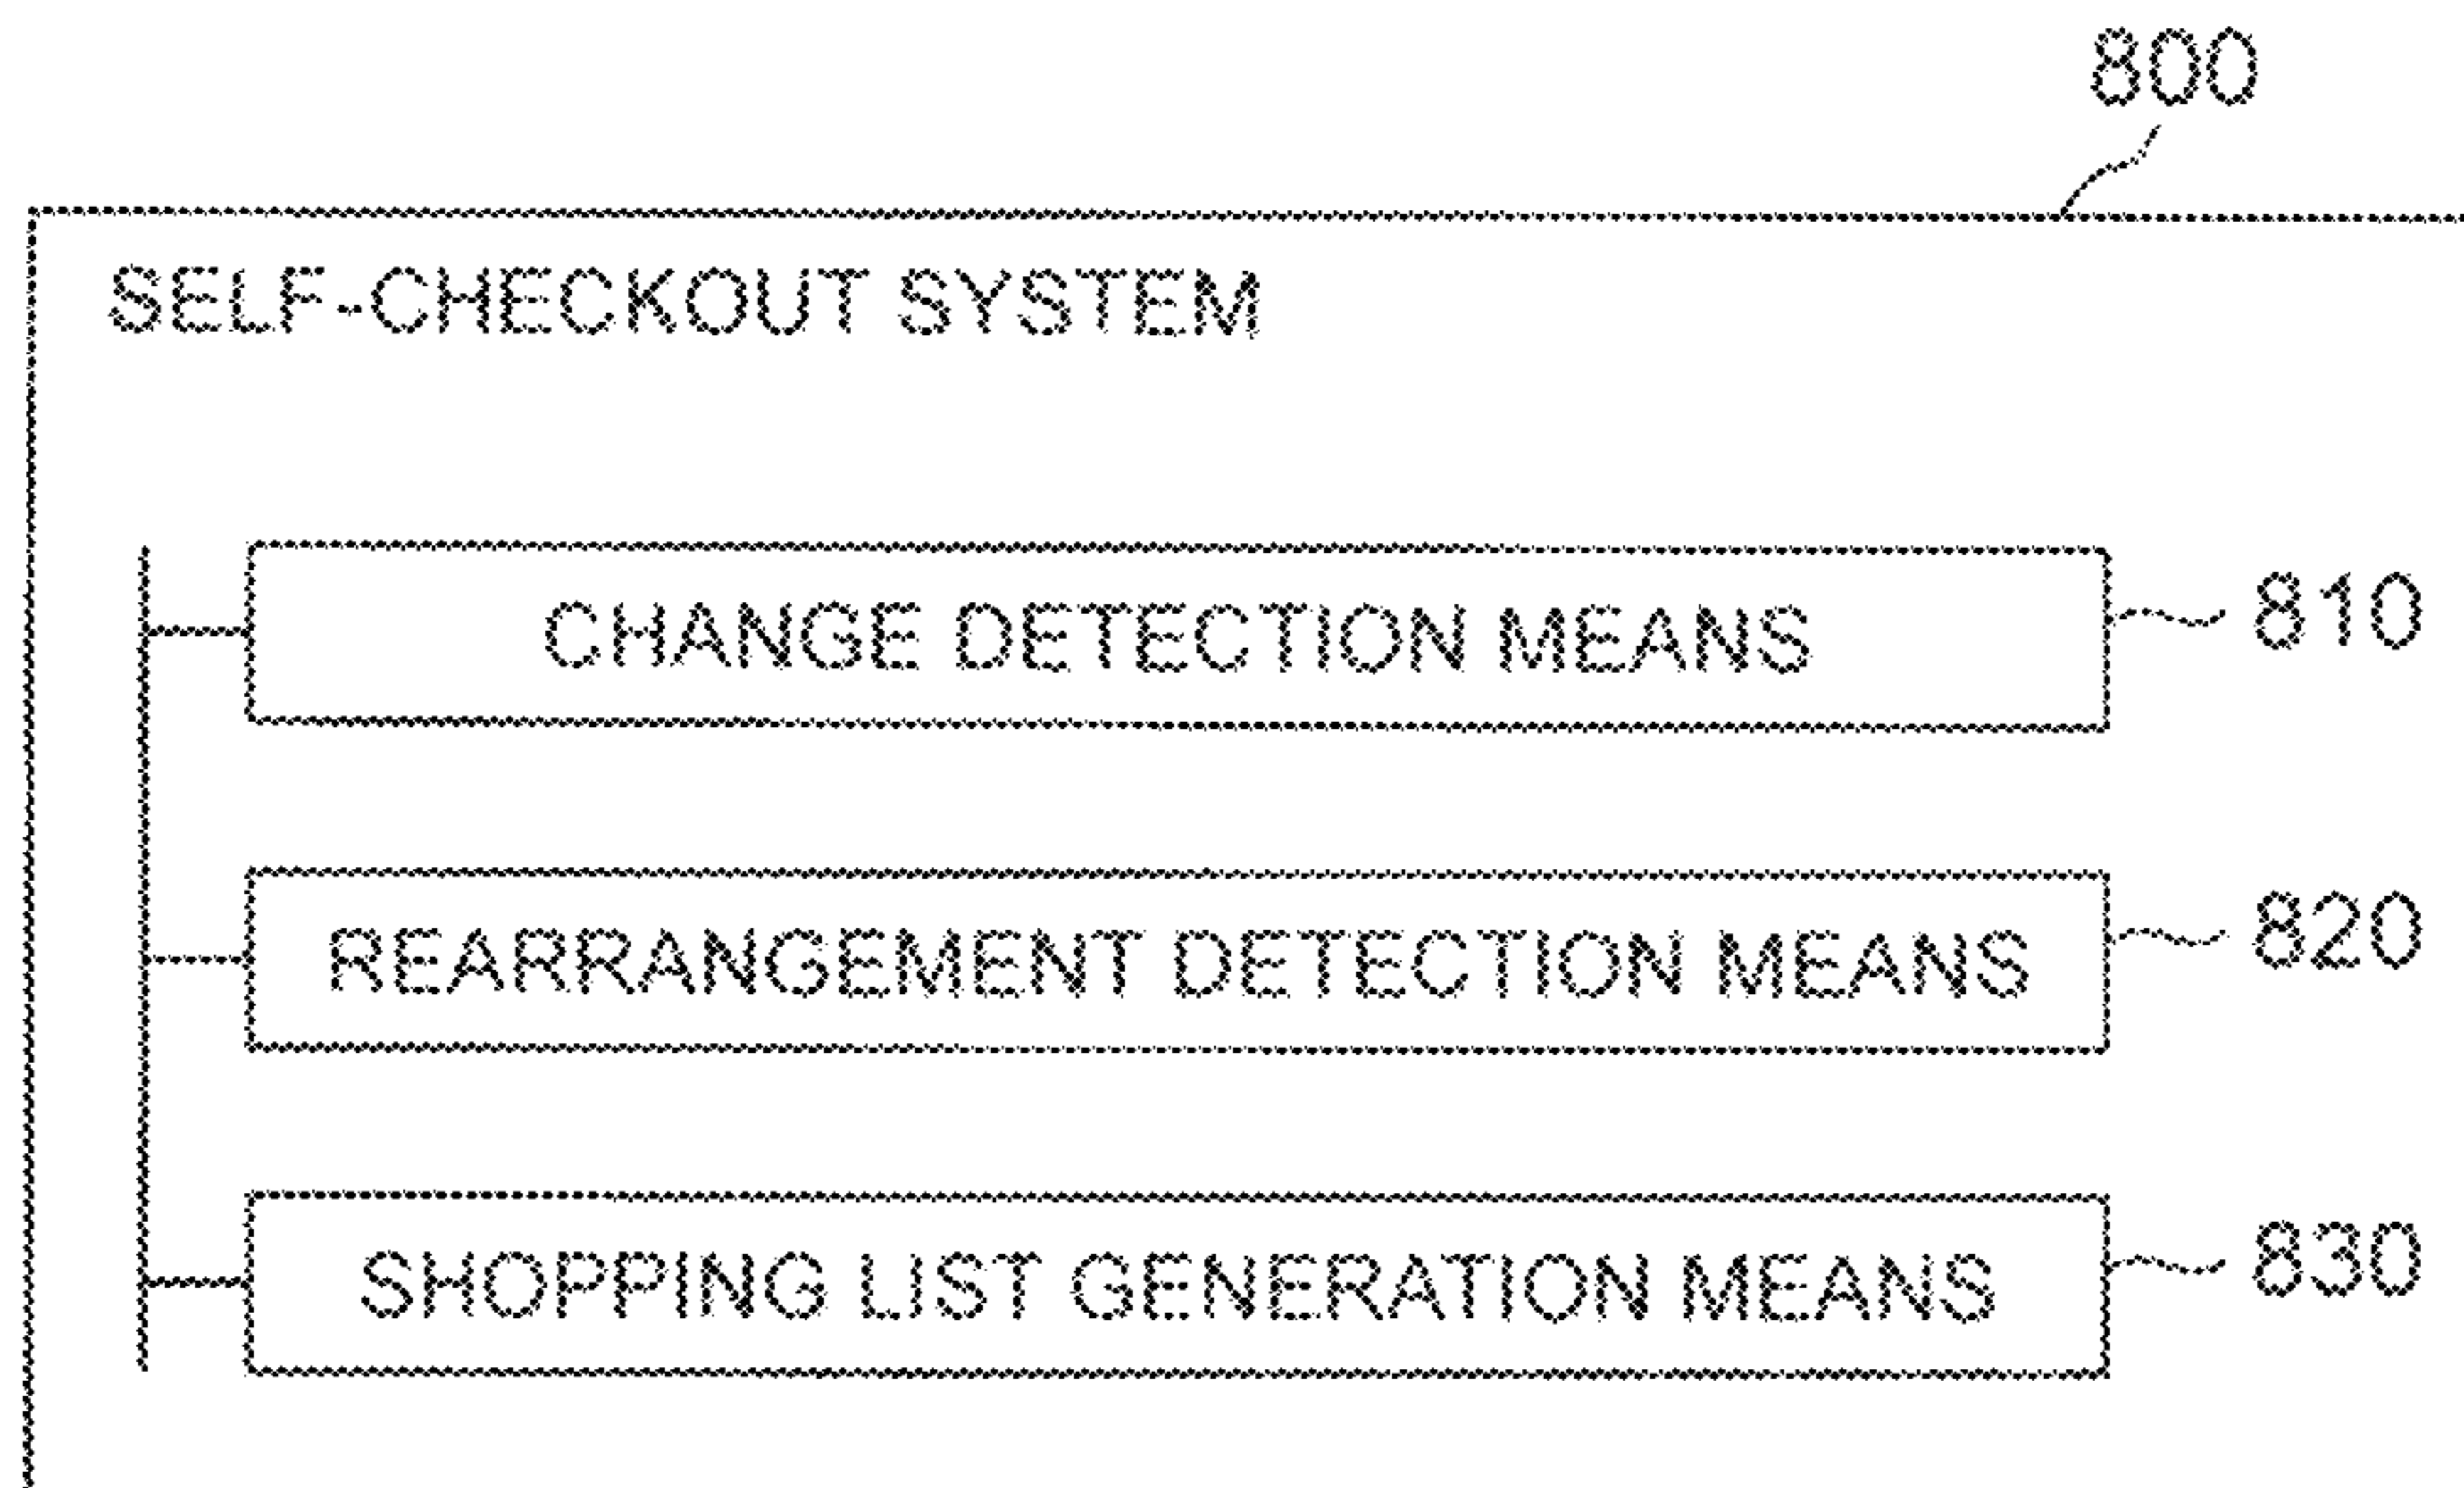 800
SELF-CHECKOUT SYSTEM
CHANGE DETECTION MEANS
810
REARRANGEMENT DETECTION MEANS
820
SHOPPING LIST GENERATION MEANS
830